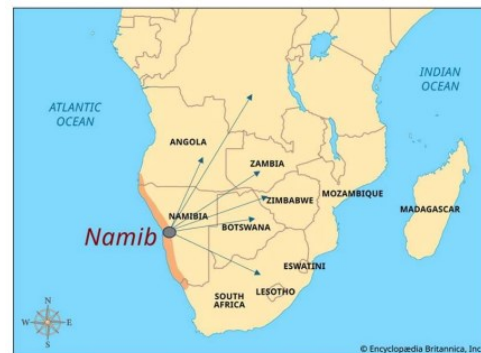 INDIAN
OCEAN
ATLANTIC
OCEAN
ANGOLA
ZAMBIA
MOZAMBIQUE
ZIMBABWE
MADAGASCAR
NAMIBIA
BOTSWANA
Namib
ESWATINI
LESOTHO
SOUTH
AFRICA
N
W
E
S
© Encyclopædia Britannica, Inc